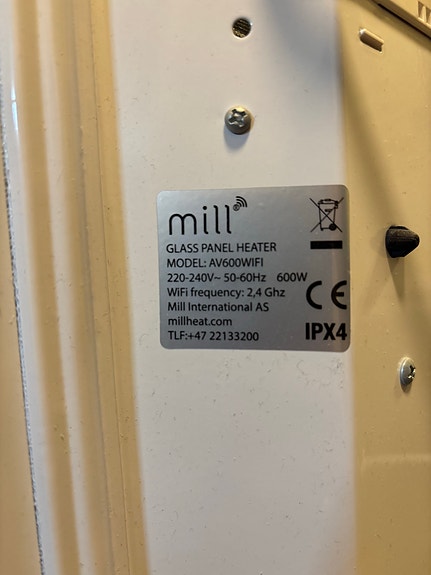 mill
GLASS PANEL HEATER
MODEL: AV600WIFI
220-240V~ 50-60Hz 600W
WiFi frequency: 2,4 Ghz
Mill International AS
millheat.com
TLF:+47 22133200
CE
IPX4